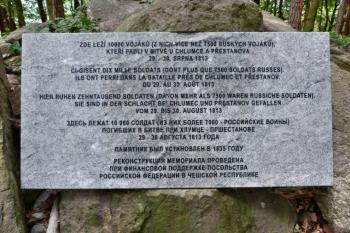 ZDE LEŽÍ 10000 VOJÁKŮ (Z NICH VÍCE NEŽ 7500 RUSKÝCH VOJÁKŮ),
KTEŘÍ PADLI V BITVĚ U CHLUMCE A PŘESTANOVA
29. - 30. SRPNA 1813
CI-GISENT DIX MILLE SOLDATS (DONT PLUS QUE 7500 SOLDATS RUSSES)
ILS ONT PERRI DANS LA BATAILLE PRÈS DE CHLUMEC ET PŘESTANOV
DU 29. AU 30. AOÛT 1813
HIER RUHEN ZEHNTAUSEND SOLDATEN (DAVON MEHR ALS 7500 WAREN RUSSICHE SOLDATEN).
SIE SIND IN DER SCHLACHT BEI CHLUMEC UND PŘESTANOV GEFALLEN
VOM 29. BIS 30. AUGUST 1813
ЗДЕСЬ ЛЕЖАТ 10 000 СОЛДАТ (ИЗ НИХ БОЛЕЕ 7500 - РОССИЙСКИЕ ВОИНЫ)
ПОГИБШИХ В БИТВЕ ПРИ ХЛУМЦЕ - ПРШЕСТАНОВЕ
29 - 30 АВГУСТА 1813 ГОДА
ПАМЯТНИК БЫЛ УСТНОВЛЕН В 1835 ГОДУ
РЕКОНСТРУКЦИЯ МЕМОРИАЛА ПРОВЕДЕНА
ПРИ ФИНАНСОВОЙ ПОДДЕРЖКЕ ПОСОЛЬСТВА
РОССИЙСКОЙ ФЕДЕРАЦИИ В ЧЕШСКОЙ РЕСПУБЛИКЕ